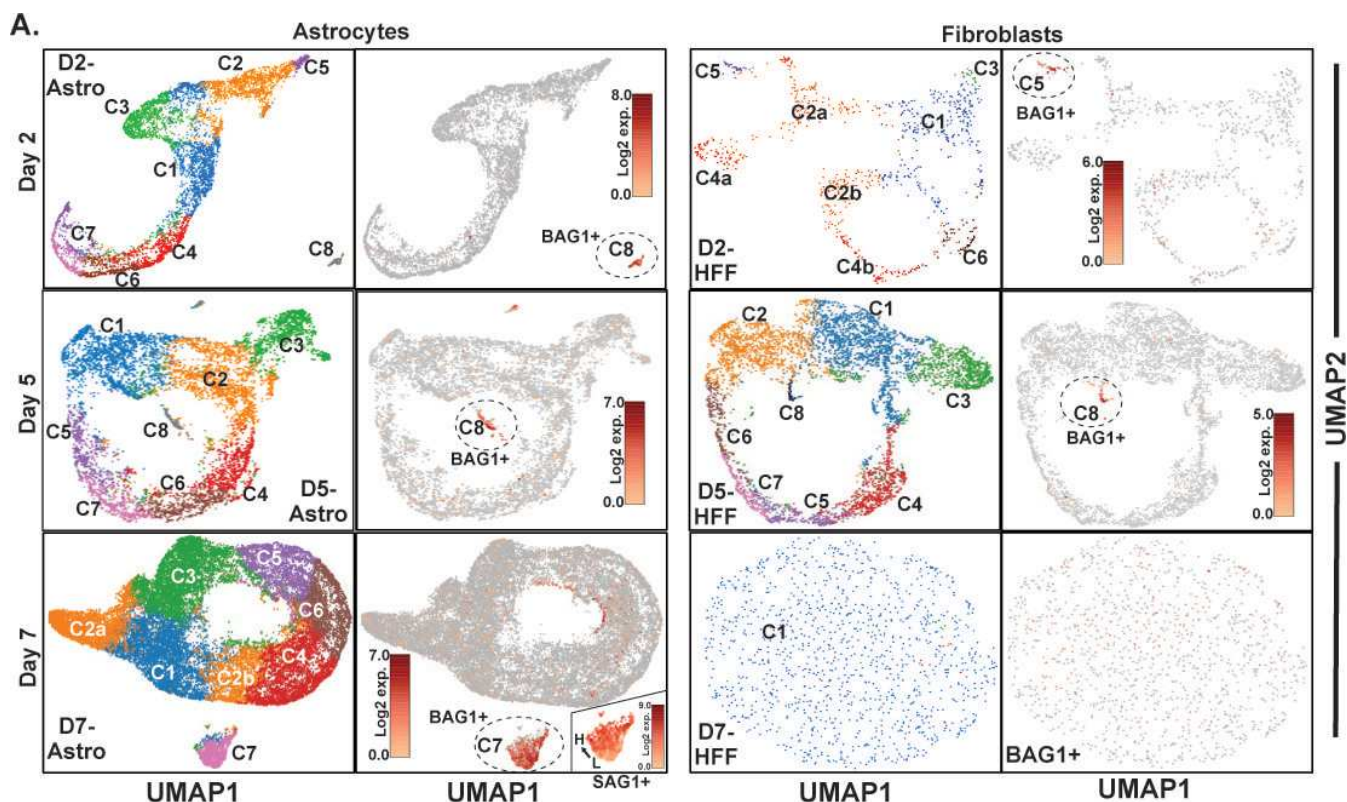 A.
Astrocytes
Fibroblasts
Day 2
D2-
Astro
C2
C5
C3
C1
C7
C4
C6
C8
8.0
Log2 exp.
0.0
BAG1+
C8
C5
C3
C2a
C1
C4a
C2b
C6
D2-
HFF
C4b
C5
BAG1+
6.0
Log2 exp.
0.0
Day 5
C1
C3
C2
C8
C5
C6
C4
C7
D5-
Astro
7.0
Log2 exp.
0.0
C8
BAG1+
C2
C1
C3
C8
C6
C7
C5
C4
D5-
HFF
C8
BAG1+
5.0
Log2 exp.
0.0
Day 7
C5
C3
C6
C2a
C4
C1
C2b
D7-
Astro
C7
7.0
Log2 exp.
0.0
BAG1+
C7
H
L
9.0
Log2 exp.
0.0
SAG1+
C1
D7-
HFF
BAG1+
UMAP1
UMAP1
UMAP1
UMAP1
UMAP2